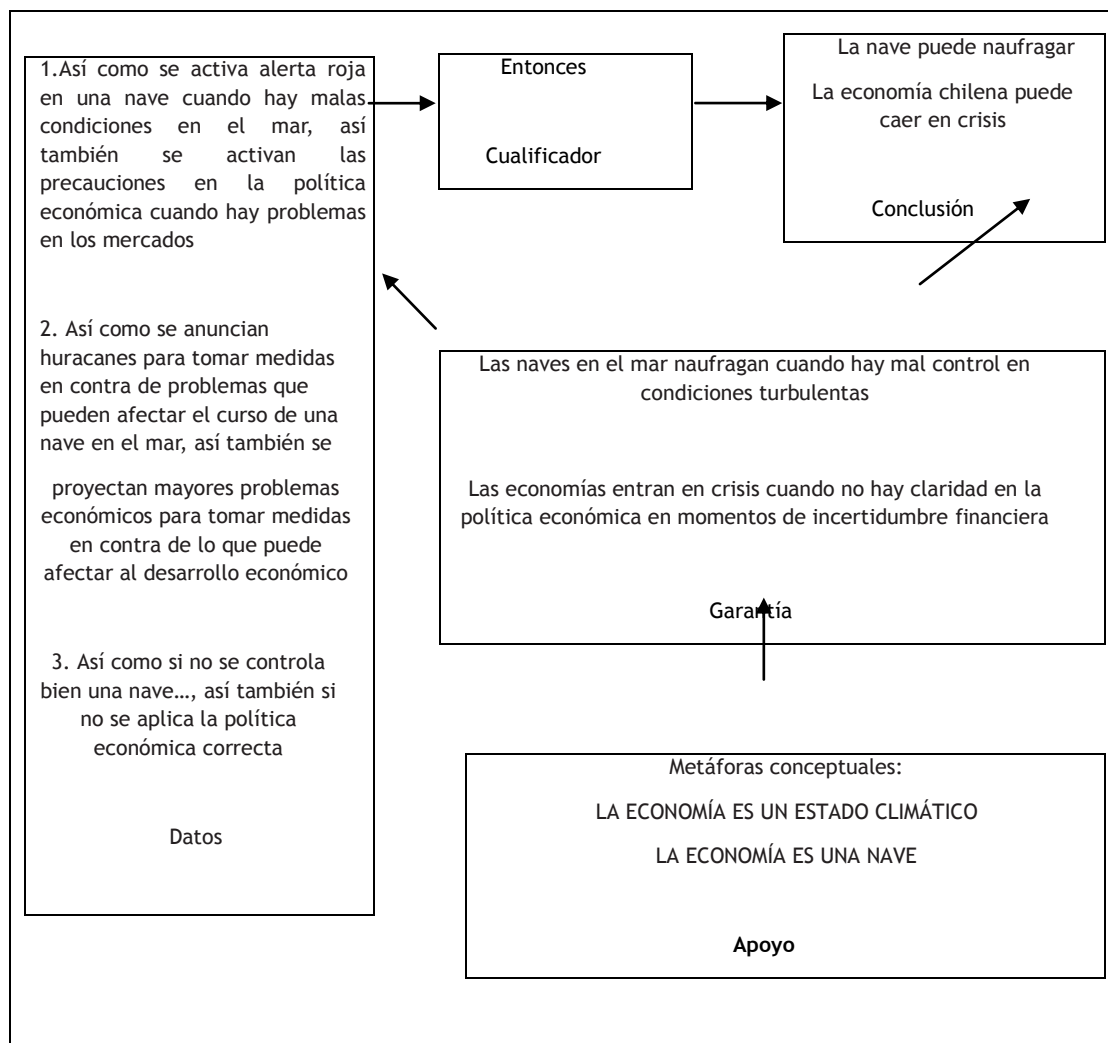 1.Así como se activa alerta roja
en una nave cuando hay malas
condiciones en el mar, así
también se activan las
precauciones en la política
económica cuando hay problemas
en los mercados
2. Así como se anuncian
huracanes para tomar medidas
en contra de problemas que
pueden afectar el curso de una
nave en el mar, así también se
proyectan mayores problemas
económicos para tomar medidas
en contra de lo que puede
afectar al desarrollo económico
3. Así como si no se controla
bien una nave…, así también si
no se aplica la política
económica correcta
Datos
Entonces
Cualificador
La nave puede naufragar
La economía chilena puede
caer en crisis
Conclusión
Las naves en el mar naufragan cuando hay mal control en
condiciones turbulentas
Las economías entran en crisis cuando no hay claridad en la
política económica en momentos de incertidumbre financiera
Garantía
Metáforas conceptuales:
LA ECONOMÍA ES UN ESTADO CLIMÁTICO
LA ECONOMÍA ES UNA NAVE
Apoyo